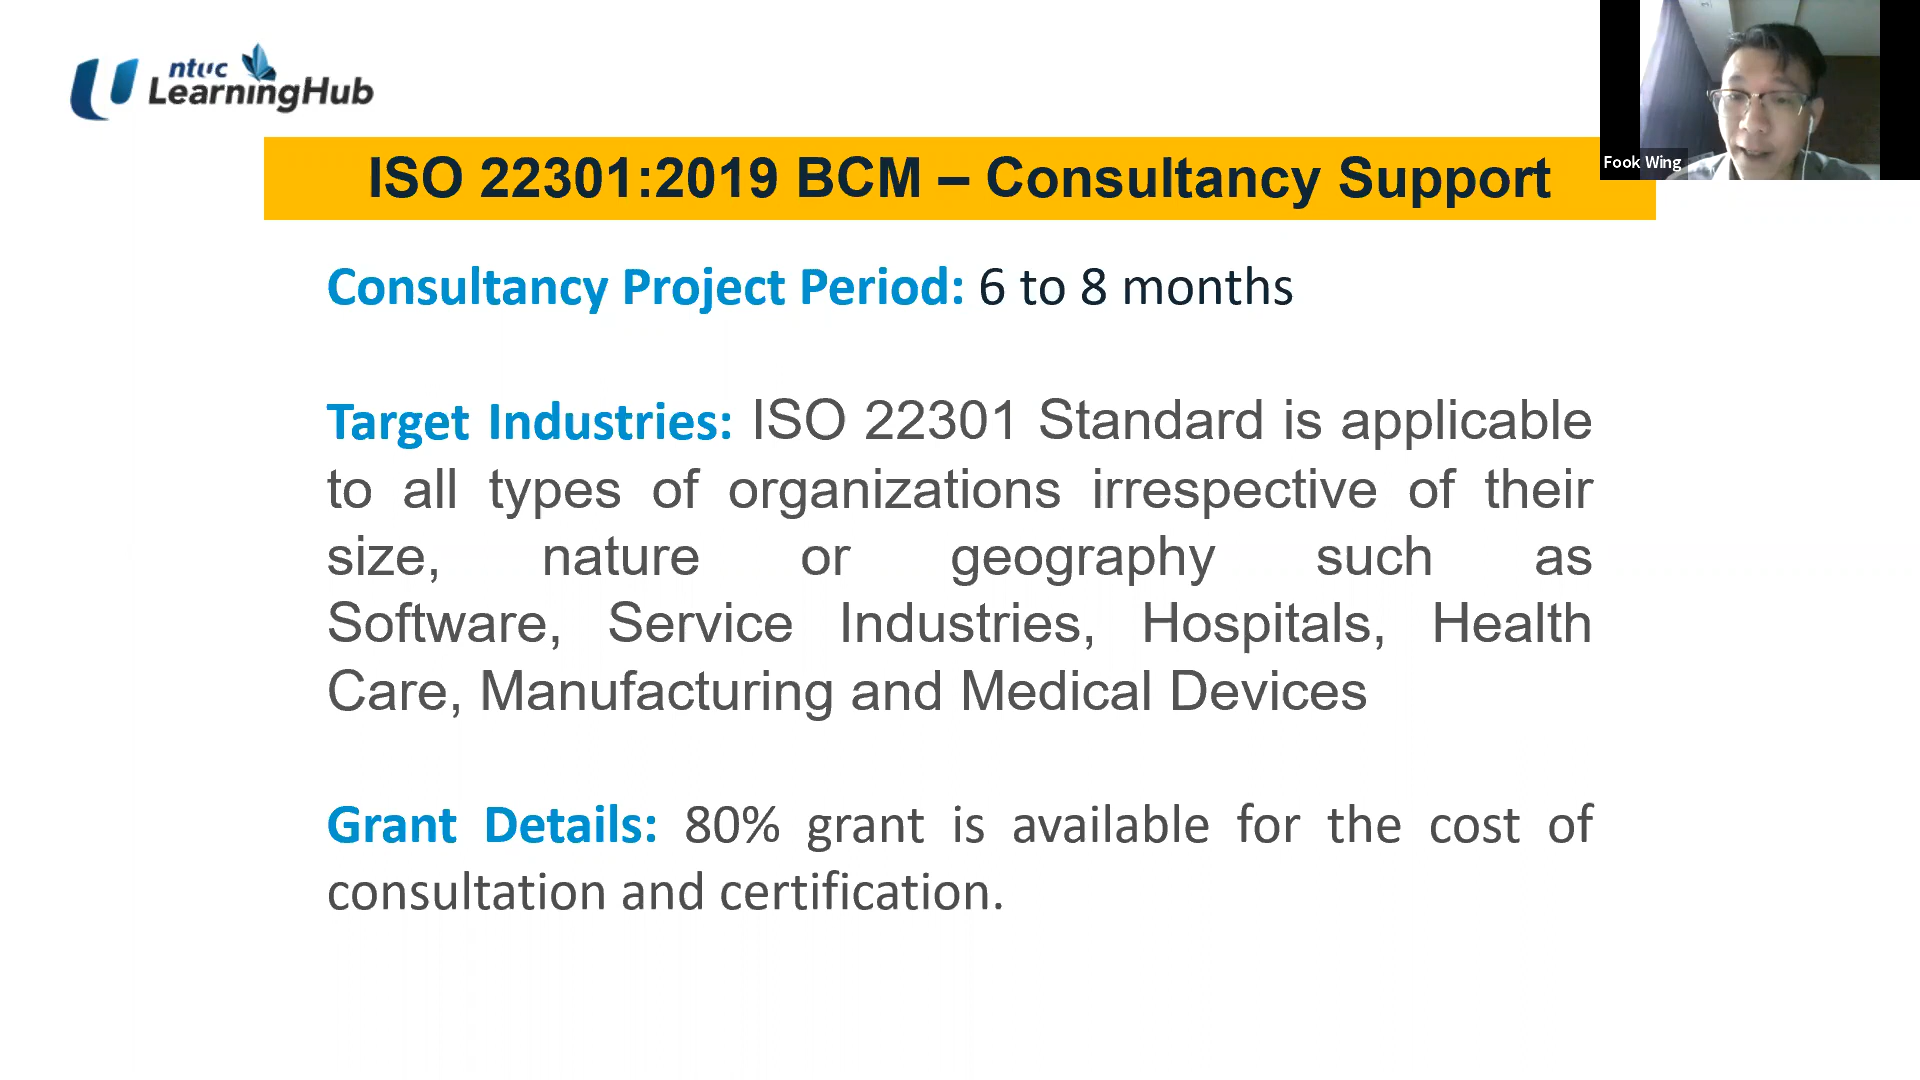 ntuc
LearningHub
Fook Wing
ISO 22301:2019 BCM – Consultancy Support
Consultancy Project Period: 6 to 8 months
Target Industries: ISO 22301 Standard is applicable
to all types of organizations irrespective of their
size, nature or geography such as
Software, Service Industries, Hospitals, Health
Care, Manufacturing and Medical Devices
Grant Details: 80% grant is available for the cost of
consultation and certification.